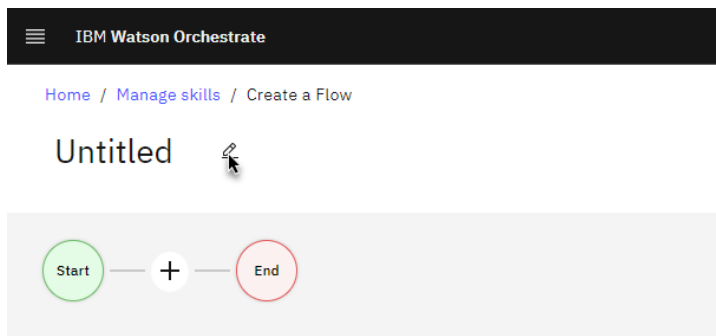 IBM Watson Orchestrate
Home / Manage skills / Create a Flow
Untitled
Start + End